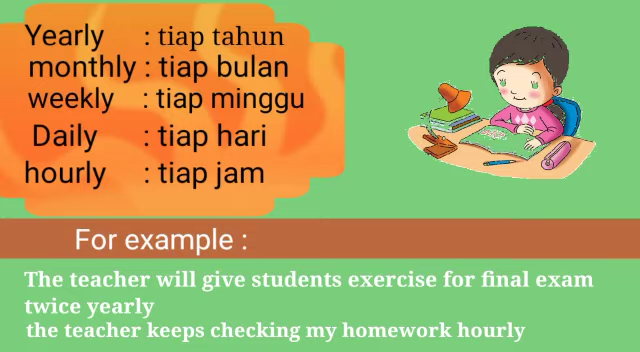 Yearly : tiap tahun
monthly : tiap bulan
weekly : tiap minggu
Daily : tiap hari
hourly : tiap jam
For example :
The teacher will give students exercise for final exam
twice yearly
the teacher keeps checking my homework hourly